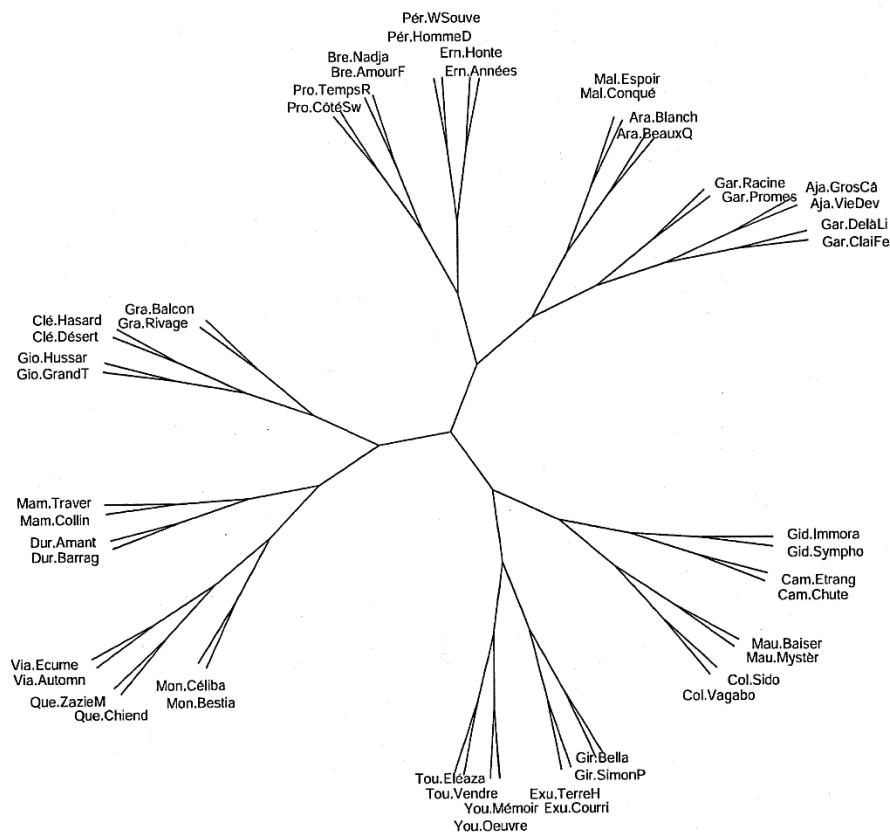 Pér.WSouve
Pér.HommeD
Ern.Honte
Ern.Années
Bre.Nadja
Bre.AmourF
Pro.TempsR
Pro.CôtéSw
Mal.Espoir
Mal.Conqué
Ara.Blanch
Ara.BeauxQ
Gar.Racine
Gar.Promes
Aja.GrosCâ
Aja.VieDev
Gar.DelàLi
Gar.ClaiFe
Gra.Balcon
Gra.Rivage
Clé.Hasard
Clé.Désert
Gio.Hussar
Gio.GrandT
Mam.Traver
Mam.Collin
Dur.Amant
Dur.Barrag
Gid.Immora
Gid.Sympho
Cam.Etrang
Cam.Chute
Mau.Baiser
Mau.Mystèr
Col.Sido
Col.Vagabo
Via.Ecume
Via.Automn
Que.ZazieM
Que.Chiend
Mon.Céliba
Mon.Bestia
Gir.Bella
Gir.SimonP
Tou.Eléaza
Tou.Vendre
You.Mémoir
You.Oeuvre
Exu.TerreH
Exu.Courri